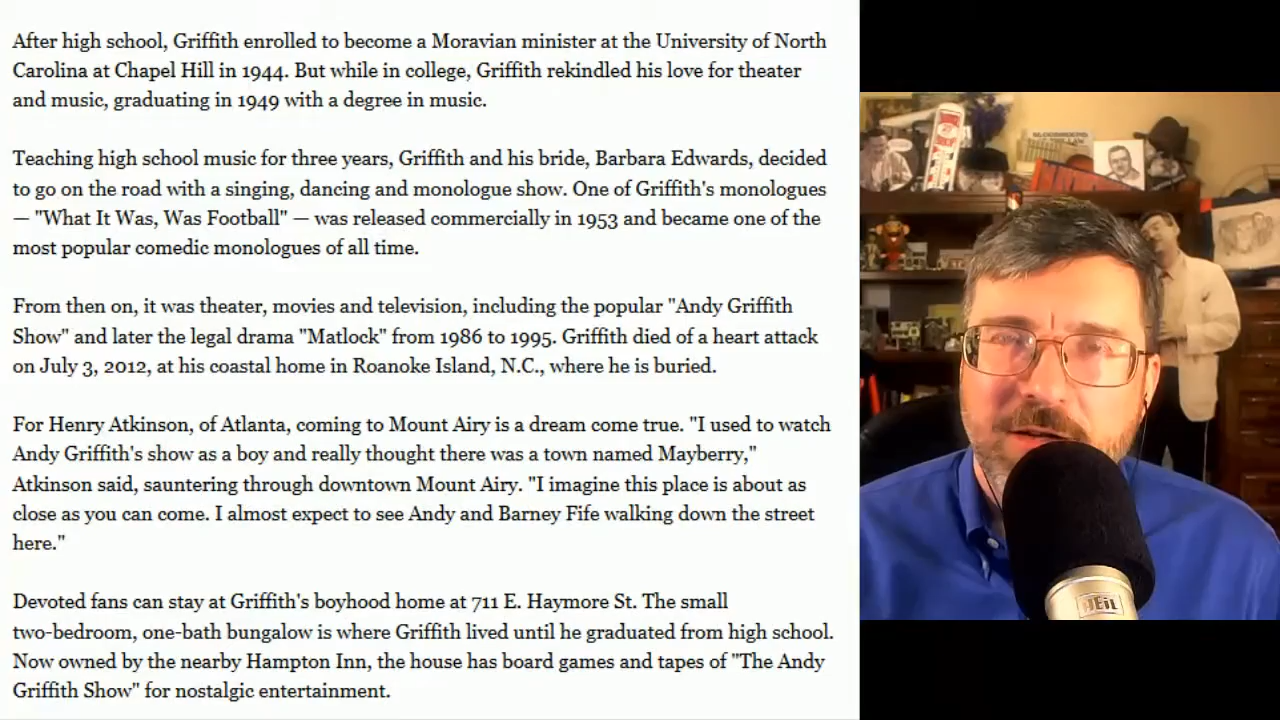 After high school, Griffith enrolled to become a Moravian minister at the University of North
Carolina at Chapel Hill in 1944. But while in college, Griffith rekindled his love for theater
and music, graduating in 1949 with a degree in music.
Teaching high school music for three years, Griffith and his bride, Barbara Edwards, decided
to go on the road with a singing, dancing and monologue show. One of Griffith's monologues
— "What It Was, Was Football" — was released commercially in 1953 and became one of the
most popular comedic monologues of all time.
From then on, it was theater, movies and television, including the popular "Andy Griffith
Show" and later the legal drama "Matlock" from 1986 to 1995. Griffith died of a heart attack
on July 3, 2012, at his coastal home in Roanoke Island, N.C., where he is buried.
For Henry Atkinson, of Atlanta, coming to Mount Airy is a dream come true. "I used to watch
Andy Griffith's show as a boy and really thought there was a town named Mayberry,"
Atkinson said, sauntering through downtown Mount Airy. "I imagine this place is about as
close as you can come. I almost expect to see Andy and Barney Fife walking down the street
here."
Devoted fans can stay at Griffith's boyhood home at 711 E. Haymore St. The small
two-bedroom, one-bath bungalow is where Griffith lived until he graduated from high school.
Now owned by the nearby Hampton Inn, the house has board games and tapes of "The Andy
Griffith Show" for nostalgic entertainment.
HEiL